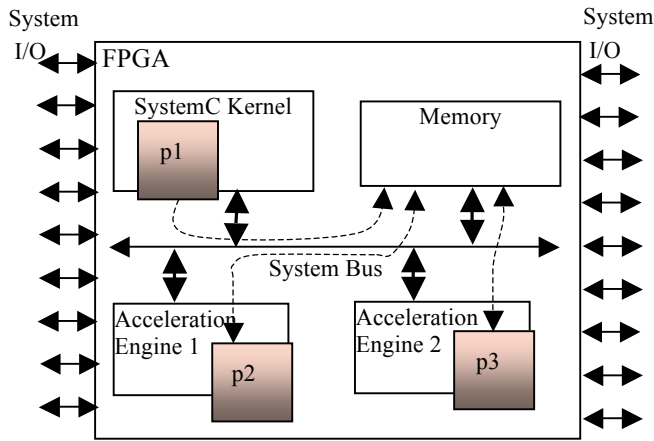 System
I/O
System
I/O
FPGA
SystemC Kernel
p1
Memory
System Bus
Acceleration
Engine 1
p2
Acceleration
Engine 2
p3